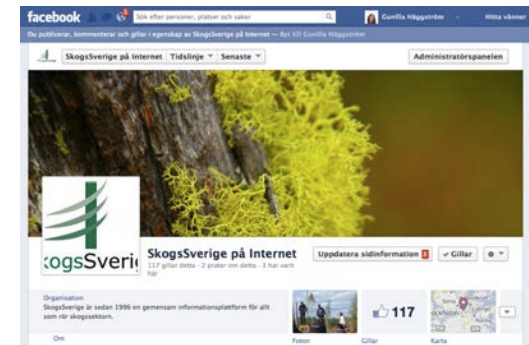 facebook
Sök efter personer, platser och saker
Gunilla Häggström
Hitta vänner
Du publicerar, kommenterar och gillar i egenskap av SkogsSverige på Internet — Byt till Gunilla Häggström
SkogsSverige på Internet
Tidslinje
Senaste
Administratörspanelen
ogsSveri
SkogsSverige på Internet
117 gillar detta · 2 pratar om detta · 3 har varit här
Uppdatera sidinformation
Gillar
Organisation
SkogsSverige är sedan 1996 en gemensam informationsplattform för allt
som rör skogssektorn.
117
Om
Foton
Gillar
Karta